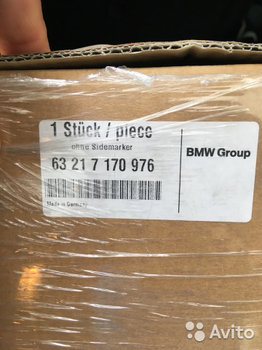 1 Stück / piece
ohne Sidemarker
63 21 7 170 976
BMW Group
Made in Germany
Avito